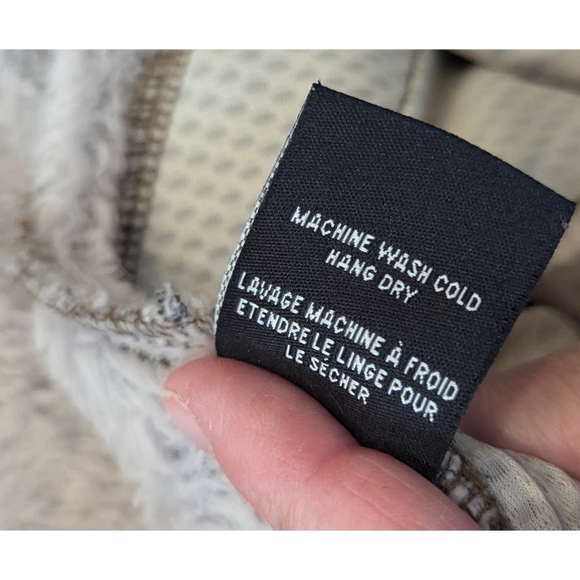 MACHINE WASH COLD
HANG DRY
LAVAGE MACHINE À FROID
ETENDRE LE LINGE POUR
LE SÉCHER